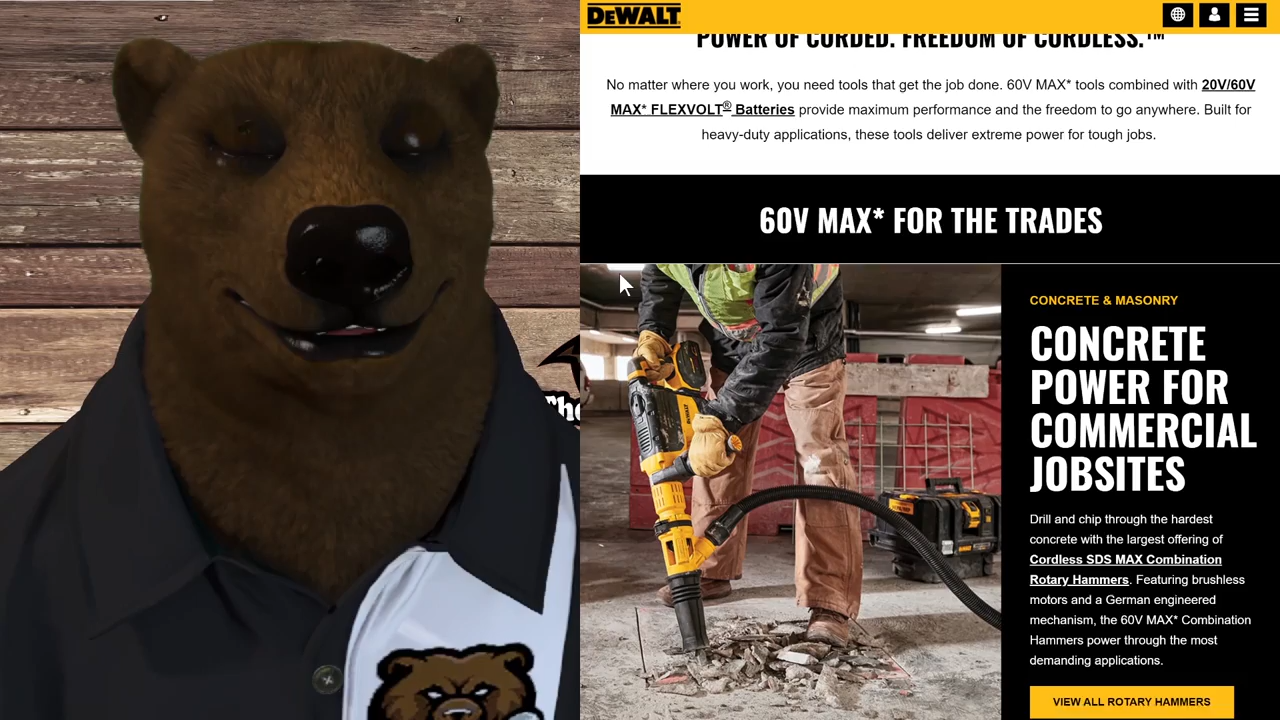 DEWALT
POWER OF CORDED. FREEDOM OF CORDLESS.™
No matter where you work, you need tools that get the job done. 60V MAX* tools combined with 20V/60V
MAX* FLEXVOLT® Batteries provide maximum performance and the freedom to go anywhere. Built for
heavy-duty applications, these tools deliver extreme power for tough jobs.
60V MAX* FOR THE TRADES
CONCRETE & MASONRY
CONCRETE
POWER FOR
COMMERCIAL
JOBSITES
Drill and chip through the hardest
concrete with the largest offering of
Cordless SDS MAX Combination
Rotary Hammers. Featuring brushless
motors and a German engineered
mechanism, the 60V MAX* Combination
Hammers power through the most
demanding applications.
VIEW ALL ROTARY HAMMERS